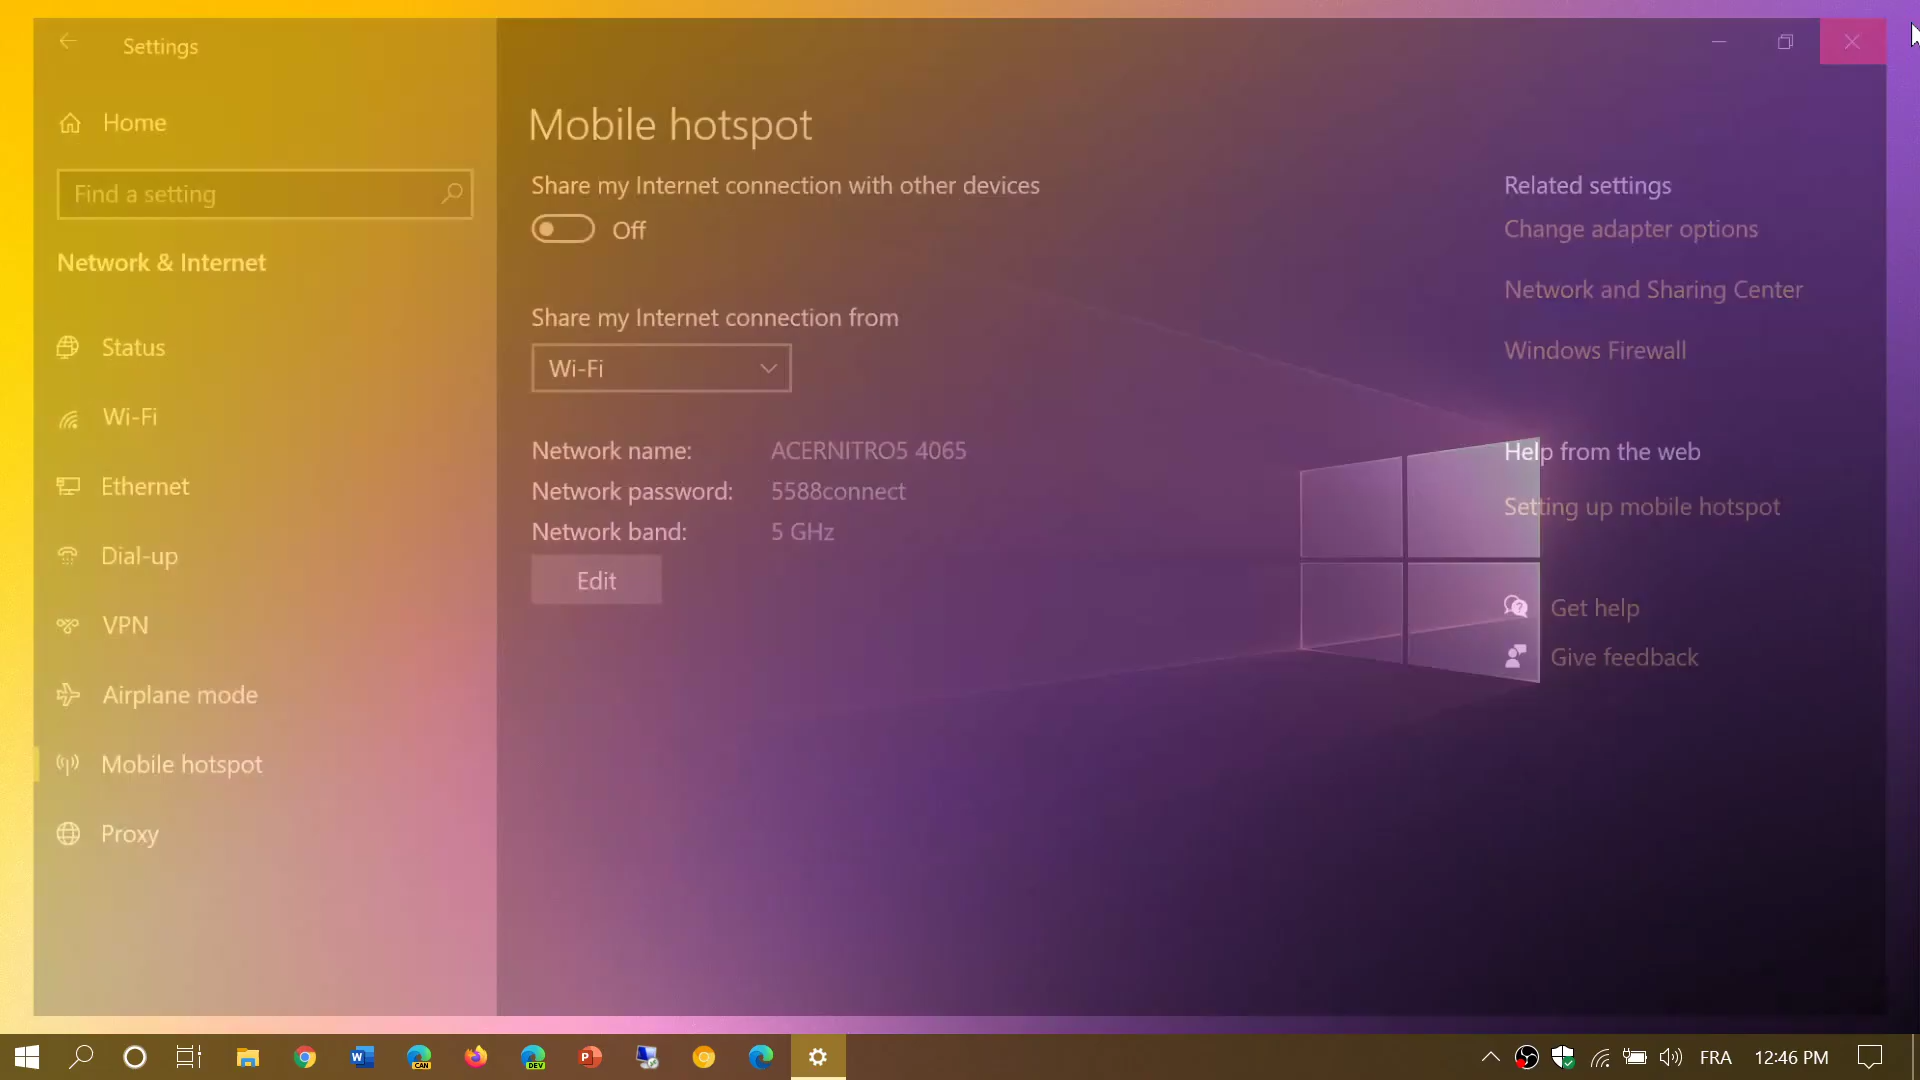 Settings
Home
Find a setting
Network & Internet
Status
Wi-Fi
Ethernet
Dial-up
VPN
Airplane mode
Mobile hotspot
Proxy
Mobile hotspot
Share my Internet connection with other devices
Off
Share my Internet connection from
Wi-Fi
Network name: ACERNITRO5 4065
Network password: 5588connect
Network band: 5 GHz
Edit
Related settings
Change adapter options
Network and Sharing Center
Windows Firewall
Help from the web
Setting up mobile hotspot
Get help
Give feedback
W CAN DEV P FRA 12:46 PM